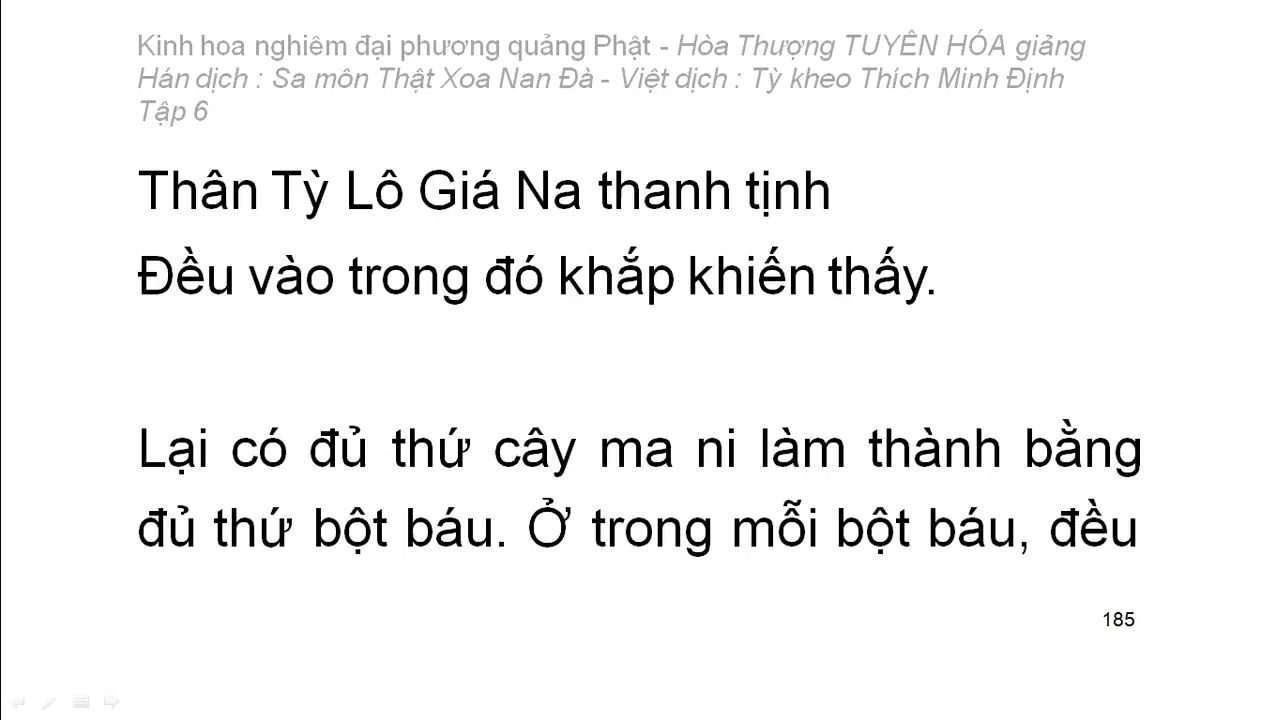 Kinh hoa nghiêm đại phương quảng Phật - Hòa Thượng TUYÊN HÓA giảng
Hán dịch : Sa môn Thật Xoa Nan Đà - Việt dịch : Tỳ kheo Thích Minh Định
Tập 6
Thân Tỳ Lô Giá Na thanh tịnh
Đều vào trong đó khắp khiến thấy.
Lại có đủ thứ cây ma ni làm thành bằng
đủ thứ bột báu. Ở trong mỗi bột báu, đều
185